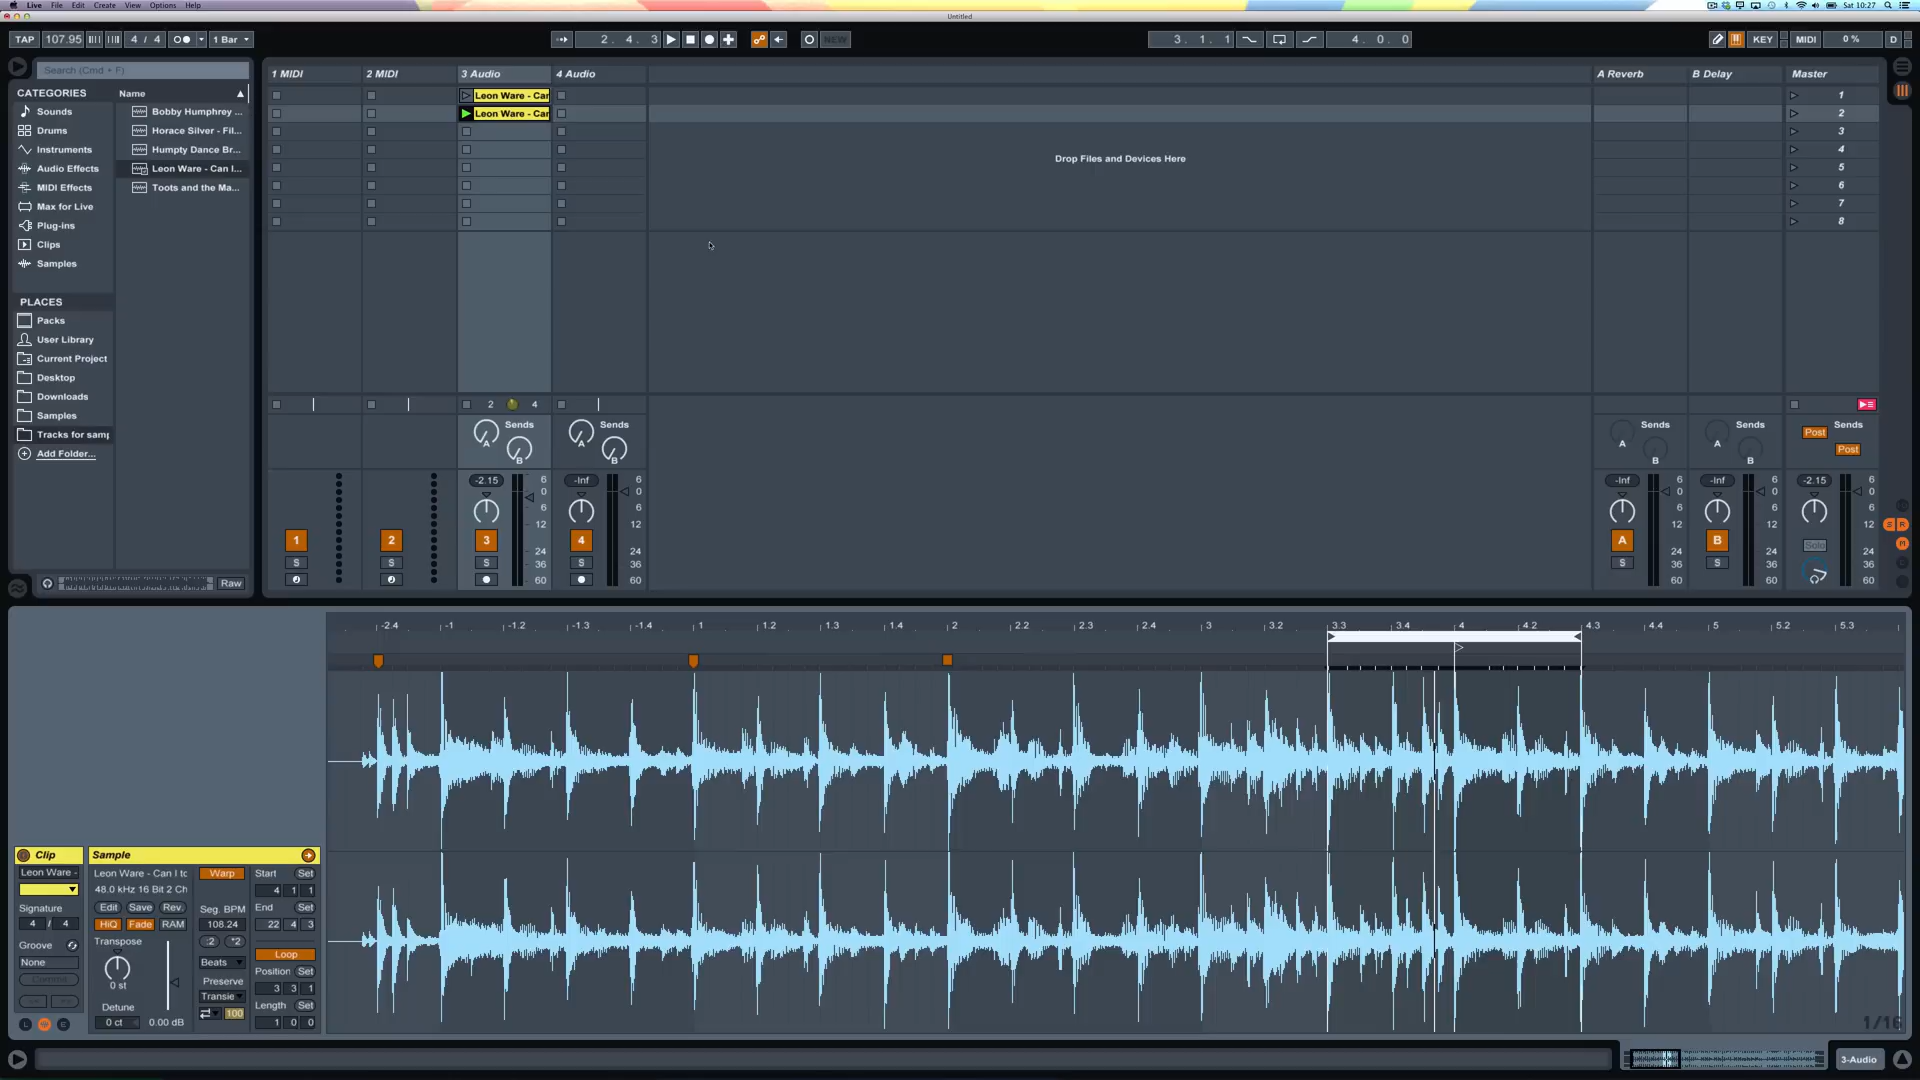 Live File Edit Create View Options Help Sat 10:27
Untitled
TAP 107.95 4 / 4 1 Bar 2. 4. 3 NEW 3. 1. 1 4. 0. 0 KEY MIDI 0 % D
Search (Cmd + F)
CATEGORIES
Sounds
Drums
Instruments
Audio Effects
MIDI Effects
Max for Live
Plug-ins
Clips
Samples
PLACES
Packs
User Library
Current Project
Desktop
Downloads
Samples
Tracks for samp
Add Folder...
Name
Bobby Humphrey ...
Horace Silver - Fil...
Humpty Dance Br...
Leon Ware - Can I...
Toots and the Ma...
Raw
1 MIDI 2 MIDI 3 Audio 4 Audio A Reverb B Delay Master
Leon Ware - Car 1
Leon Ware - Car 2
3
4
5
6
7
8
Drop Files and Devices Here
2 4
Sends Sends Sends Sends Post Sends
A A A A
B B B B Post
-2.15 6 -Inf 6 -Inf 6 -Inf 6 -2.15 6
0 0 0 0 0
6 6 6 6 6
12 12 12 12 12
1 2 3 4 A B Solo
24 24 24 24 24
S S S S S S
36 36 36 36 36
60 60 60 60 60
-2.4 -1 -1.2 -1.3 -1.4 1 1.2 1.3 1.4 2 2.2 2.3 2.4 3 3.2 3.3 3.4 4 4.2 4.3 4.4 5 5.2 5.3
1/16
Clip
Leon Ware -
Signature
4 / 4
Groove
None
Commit
L E
Sample
Leon Ware - Can I to
48.0 kHz 16 Bit 2 Ch
Edit Save Rev
HiQ Fade RAM
Transpose
0 st
Detune
0 ct 0.00 dB
Warp
Seg. BPM
108.24
:2 *2
Beats
Preserve
Transie
100
Start Set
4 1 1
End Set
22 4 3
Loop
Position Set
3 3 1
Length Set
1 0 0
3-Audio